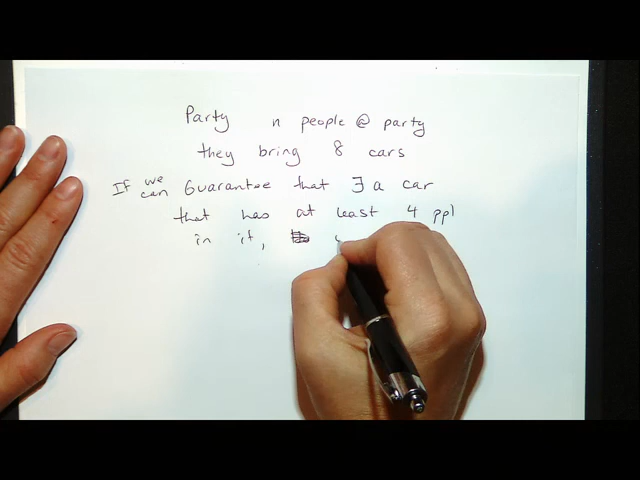 Party n people @ party
they bring 8 cars
If we can Guarantee that ∃ a car
that has at least 4 ppl
in it,